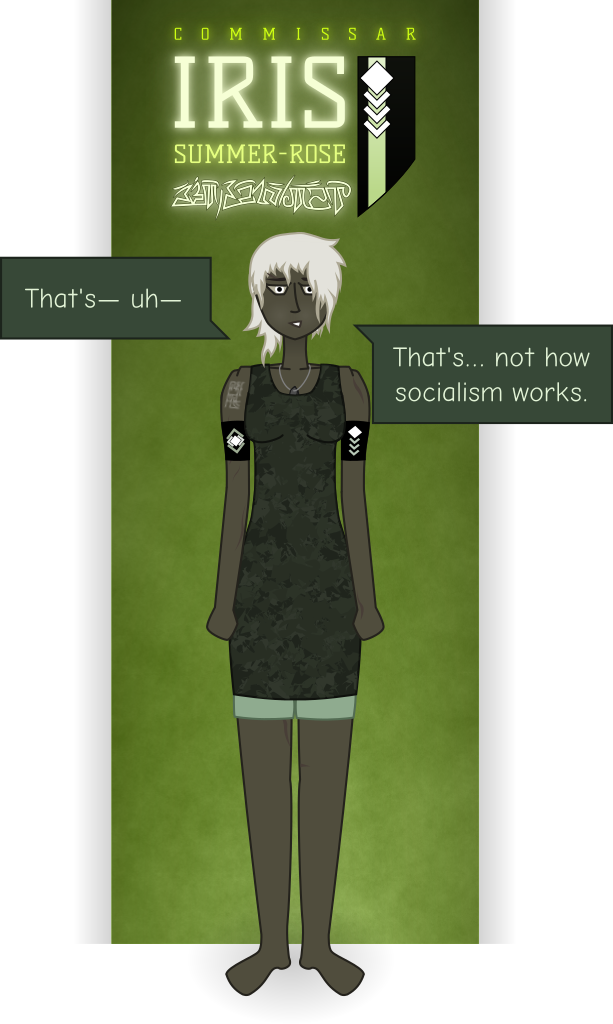 COMMISSAR
IRIS
SUMMER-ROSE
That's— uh—
That's... not how
socialism works.